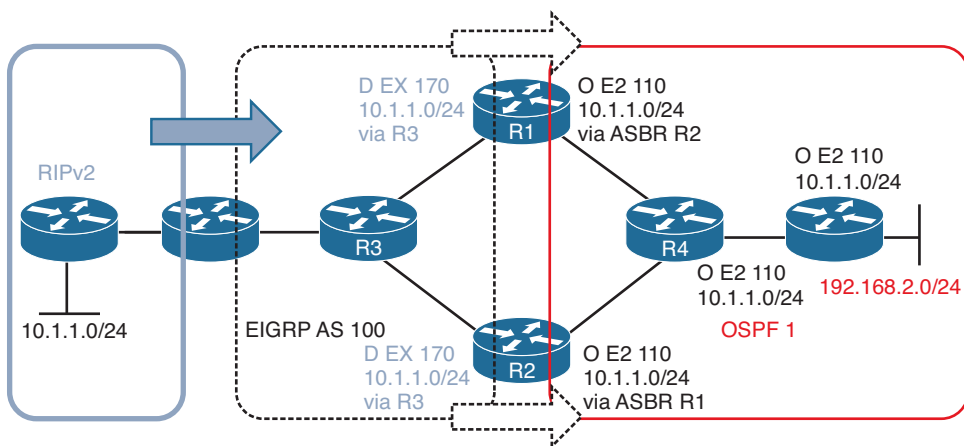 RIPv2
10.1.1.0/24
EIGRP AS 100
D EX 170
10.1.1.0/24
via R3
R1
O E2 110
10.1.1.0/24
via ASBR R2
R3
D EX 170
10.1.1.0/24
via R3
R2
O E2 110
10.1.1.0/24
via ASBR R1
R4
O E2 110
10.1.1.0/24
O E2 110
10.1.1.0/24
192.168.2.0/24
OSPF 1